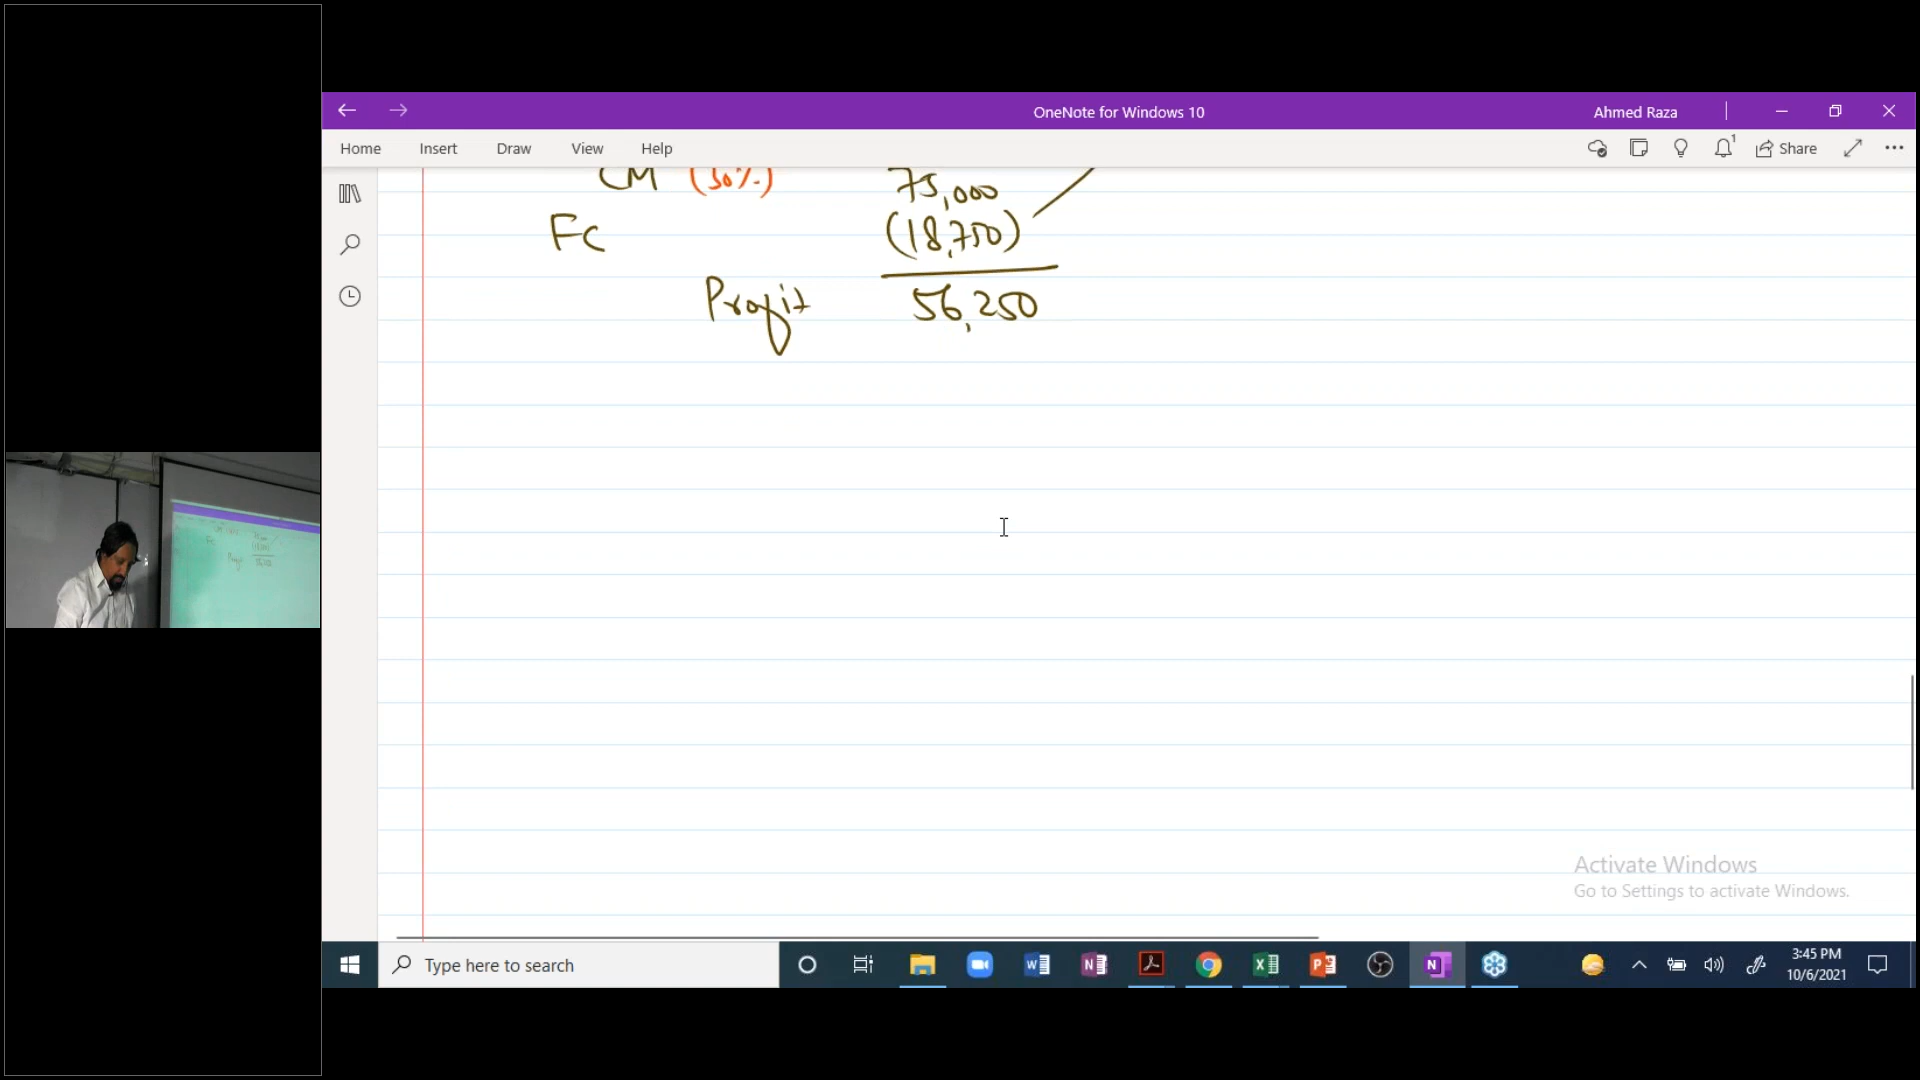 OneNote for Windows 10 Ahmed Raza
Home Insert Draw View Help Share
CM (30%) 75,000
FC (18,750)
Profit 56,250
Activate Windows
Go to Settings to activate Windows.
Type here to search
3:45 PM
10/6/2021